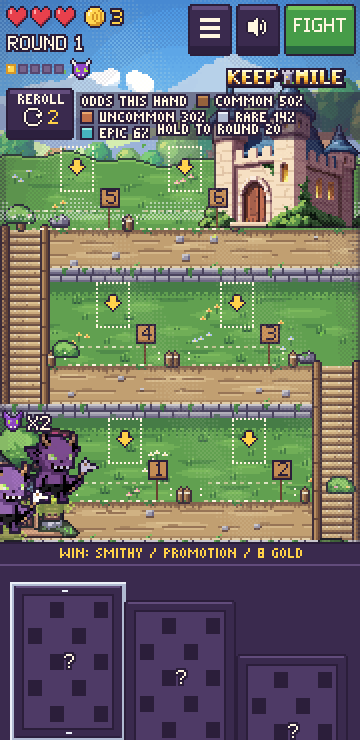 3
FIGHT
ROUND 1
KEEP MILE
REROLL
2
ODDS THIS HAND COMMON 50%
UNCOMMON 30% RARE 14%
EPIC 6% HOLD TO ROUND 20
5
6
4
3
X2
1
2
WIN: SMITHY / PROMOTION / 8 GOLD
?
?
?